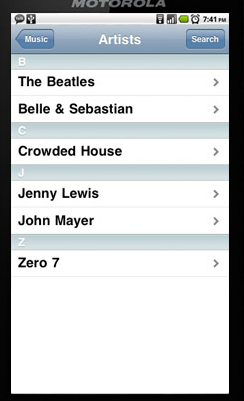 MOTOROLA
7:41 PM
Music
Artists
Search
B
The Beatles
Belle & Sebastian
C
Crowded House
J
Jenny Lewis
John Mayer
Z
Zero 7